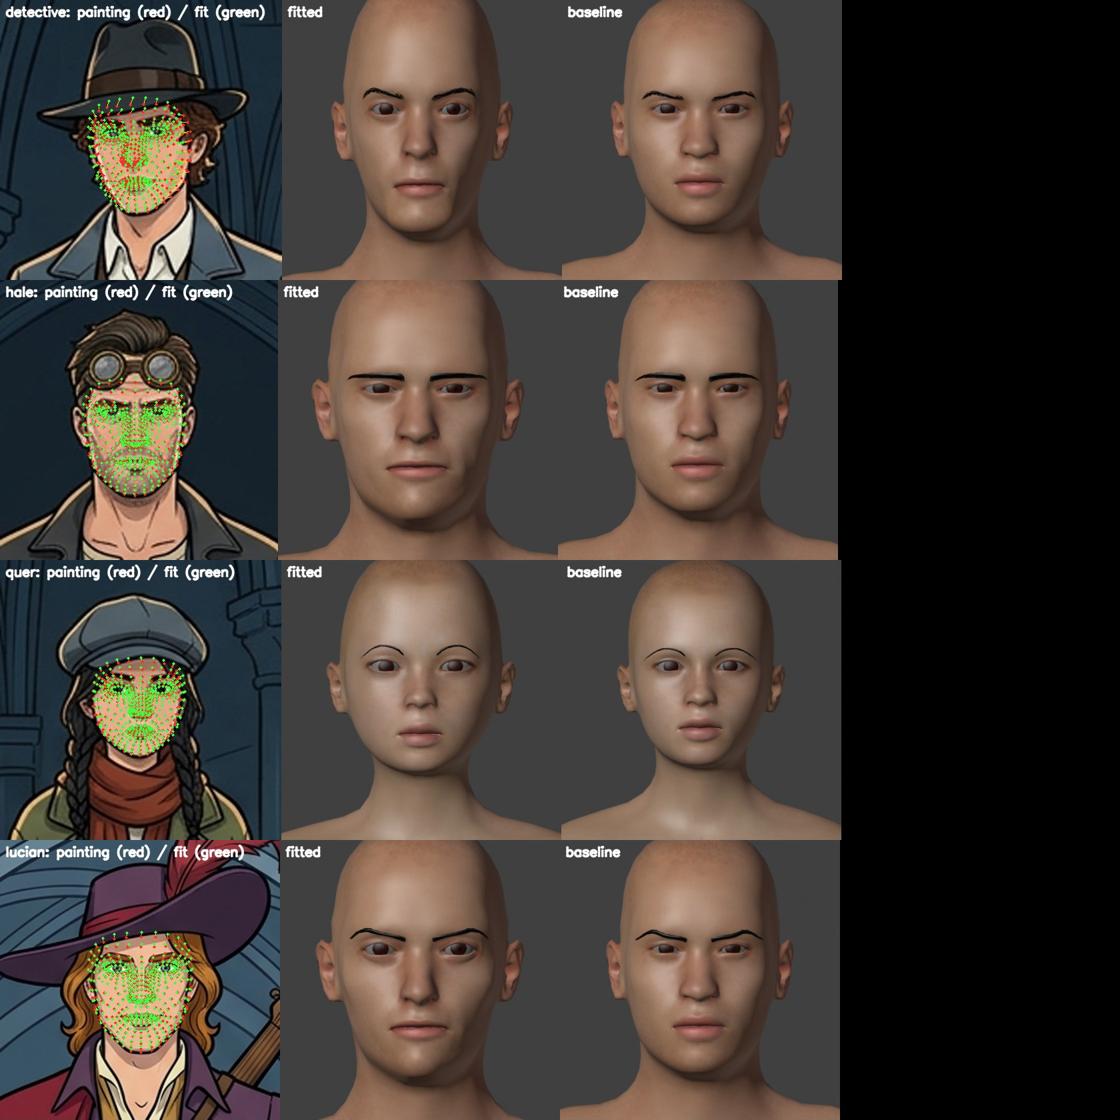 detective: painting (red) / fit (green)
fitted
baseline
hale: painting (red) / fit (green)
fitted
baseline
quer: painting (red) / fit (green)
fitted
baseline
lucian: painting (red) / fit (green)
fitted
baseline